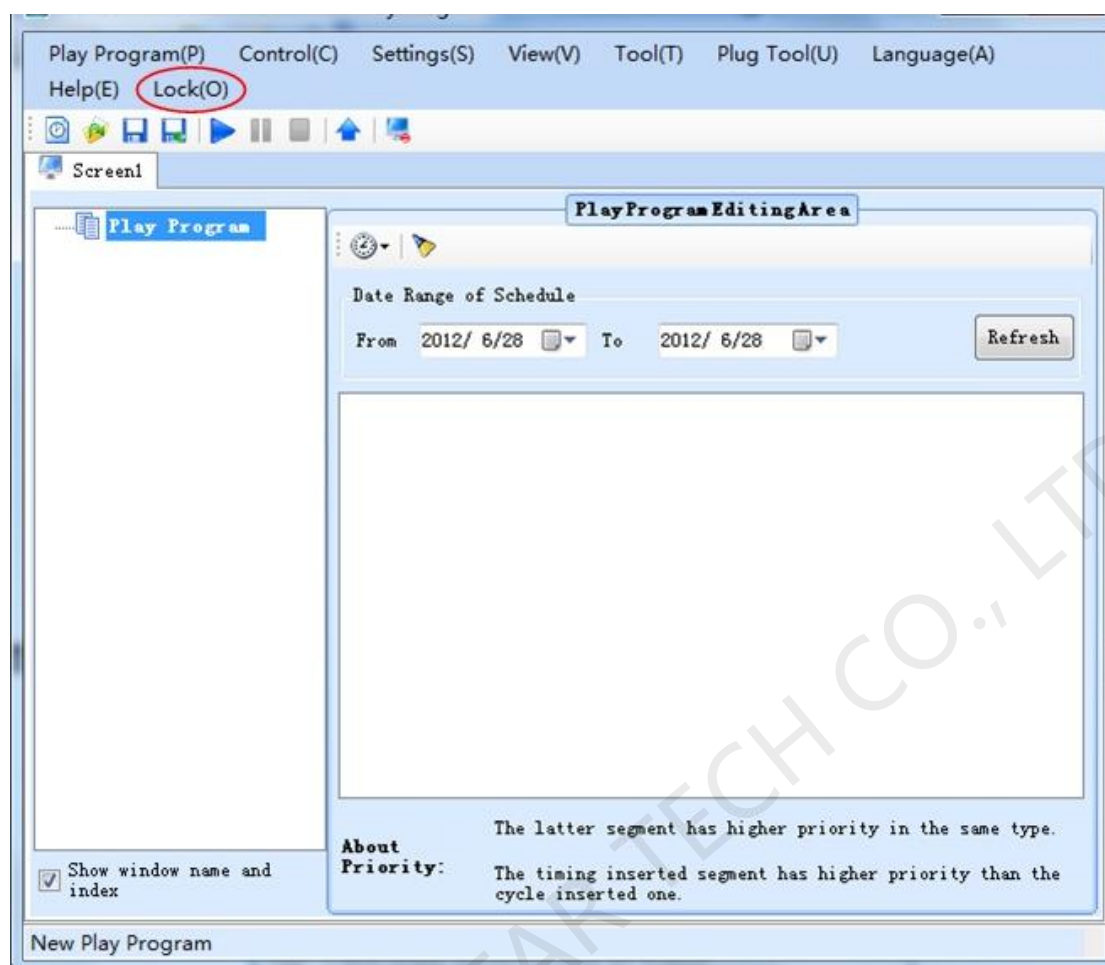 Play Program(P) Control(C) Settings(S) View(V) Tool(T) Plug Tool(U) Language(A)
Help(E) Lock(O)
Screen1
Play Program
PlayProgramEditingArea
Date Range of Schedule
From 2012/ 6/28 To 2012/ 6/28 Refresh
About Priority:
The latter segment has higher priority in the same type.
The timing inserted segment has higher priority than the
cycle inserted one.
Show window name and
index
New Play Program
TECH CO., LTD